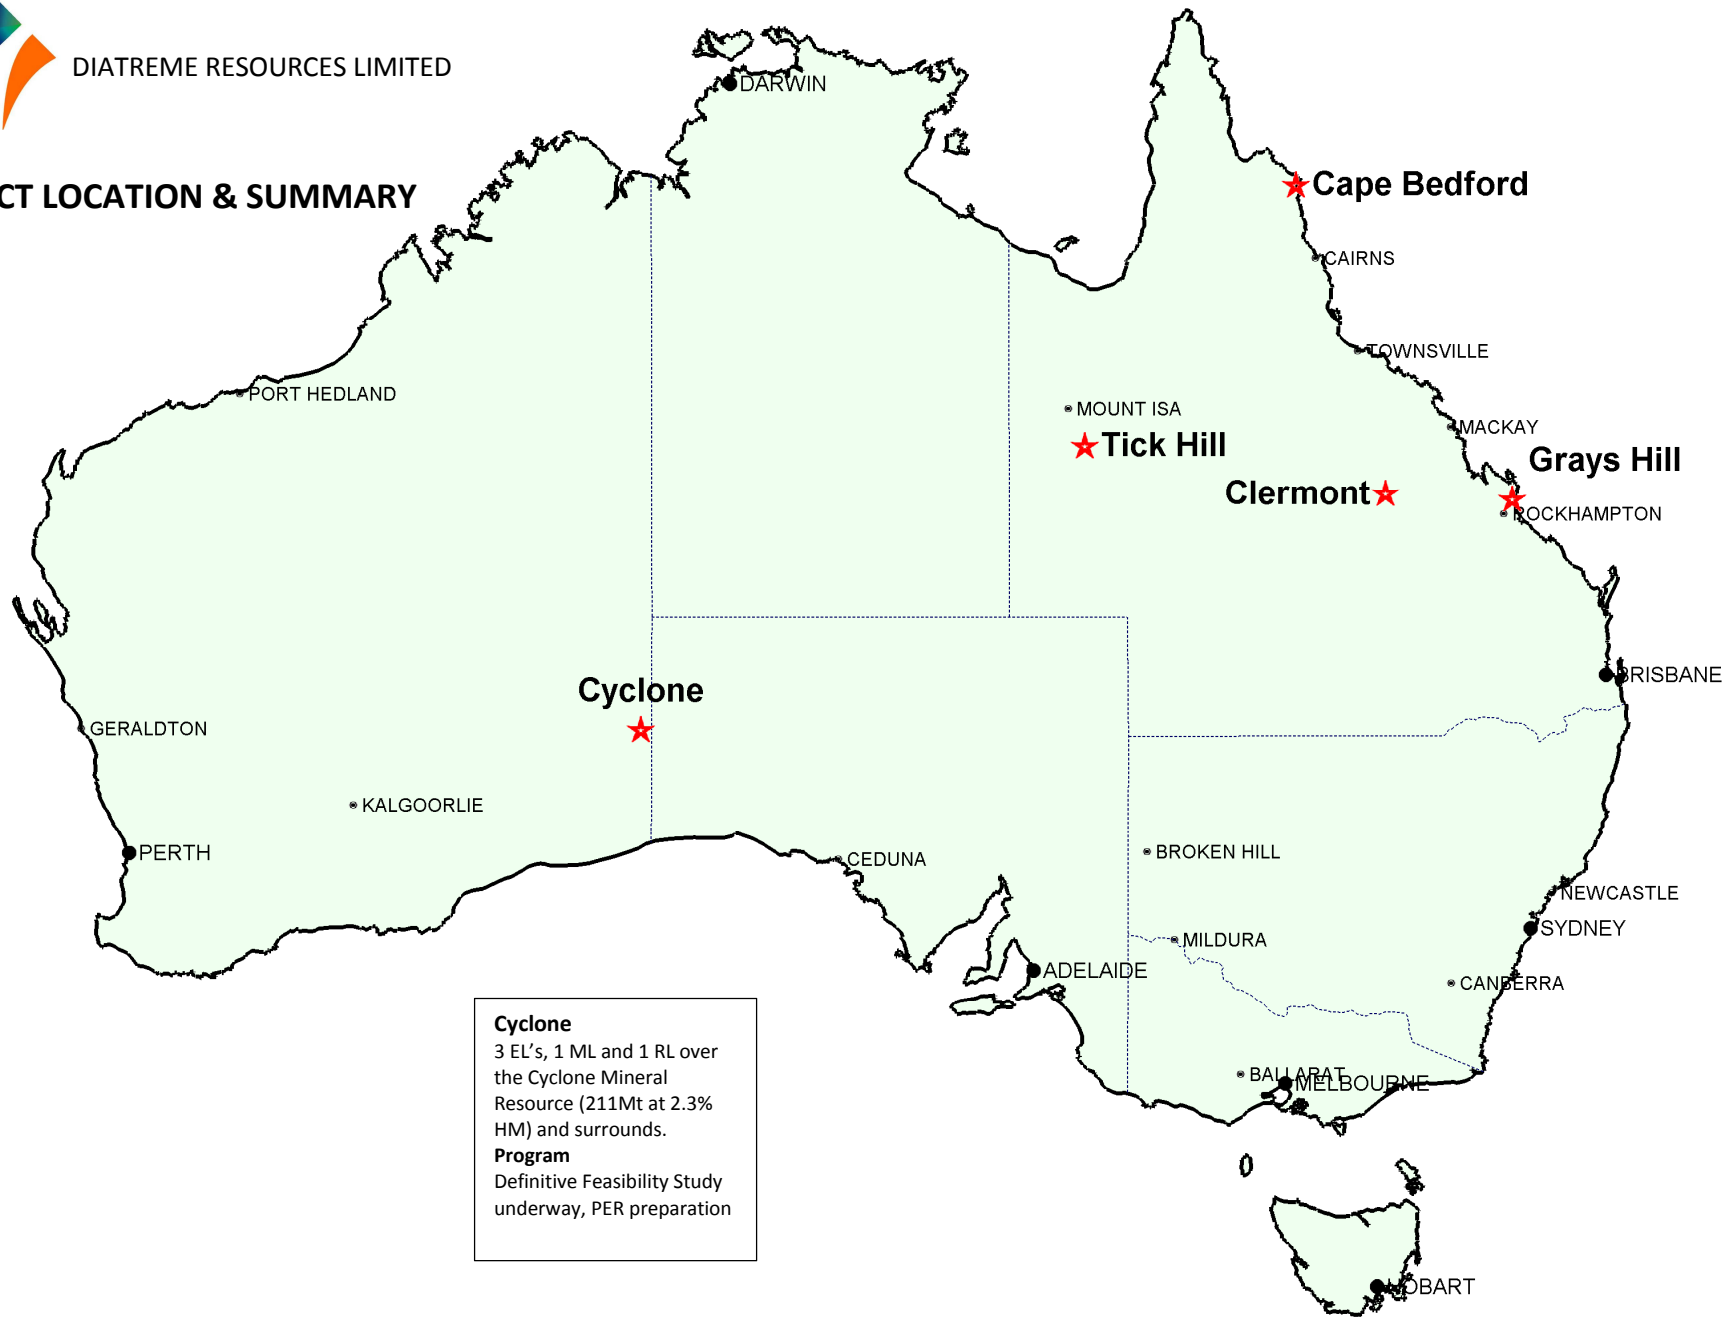 DIATREME RESOURCES LIMITED
CT LOCATION & SUMMARY
DARWIN
Cape Bedford
CAIRNS
TOWNSVILLE
PORT HEDLAND
MOUNT ISA
MACKAY
Tick Hill
Grays Hill
Clermont
ROCKHAMPTON
BRISBANE
Cyclone
GERALDTON
KALGOORLIE
PERTH
CEDUNA
BROKEN HILL
NEWCASTLE
SYDNEY
MILDURA
ADELAIDE
CANBERRA
BALLARAT
MELBOURNE
HOBART
Cyclone
3 EL's, 1 ML and 1 RL over
the Cyclone Mineral
Resource (211Mt at 2.3%
HM) and surrounds.
Program
Definitive Feasibility Study
underway, PER preparation